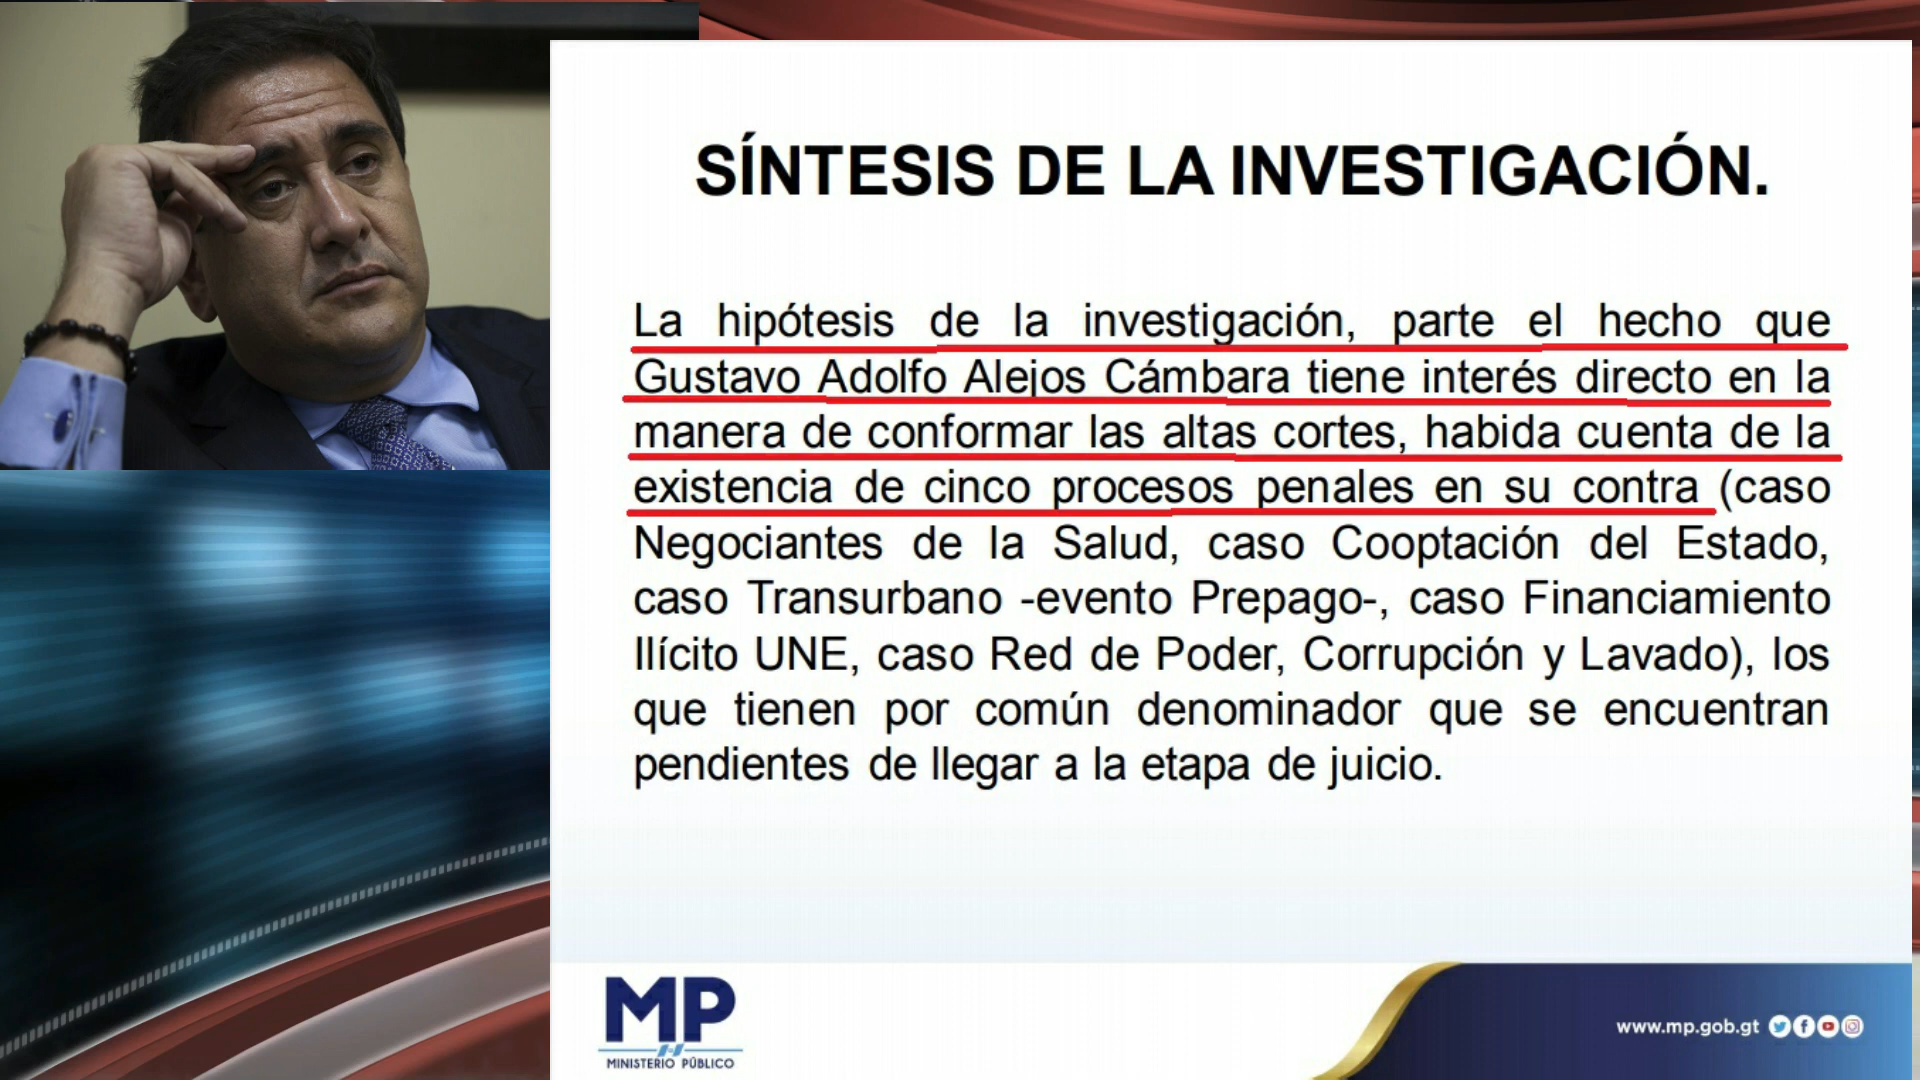 SÍNTESIS DE LA INVESTIGACIÓN.
La hipótesis de la investigación, parte el hecho que
Gustavo Adolfo Alejos Cámbara tiene interés directo en la
manera de conformar las altas cortes, habida cuenta de la
existencia de cinco procesos penales en su contra (caso
Negociantes de la Salud, caso Cooptación del Estado,
caso Transurbano -evento Prepago-, caso Financiamiento
Ilícito UNE, caso Red de Poder, Corrupción y Lavado), los
que tienen por común denominador que se encuentran
pendientes de llegar a la etapa de juicio.
MP
MINISTERIO PÚBLICO
www.mp.gob.gt